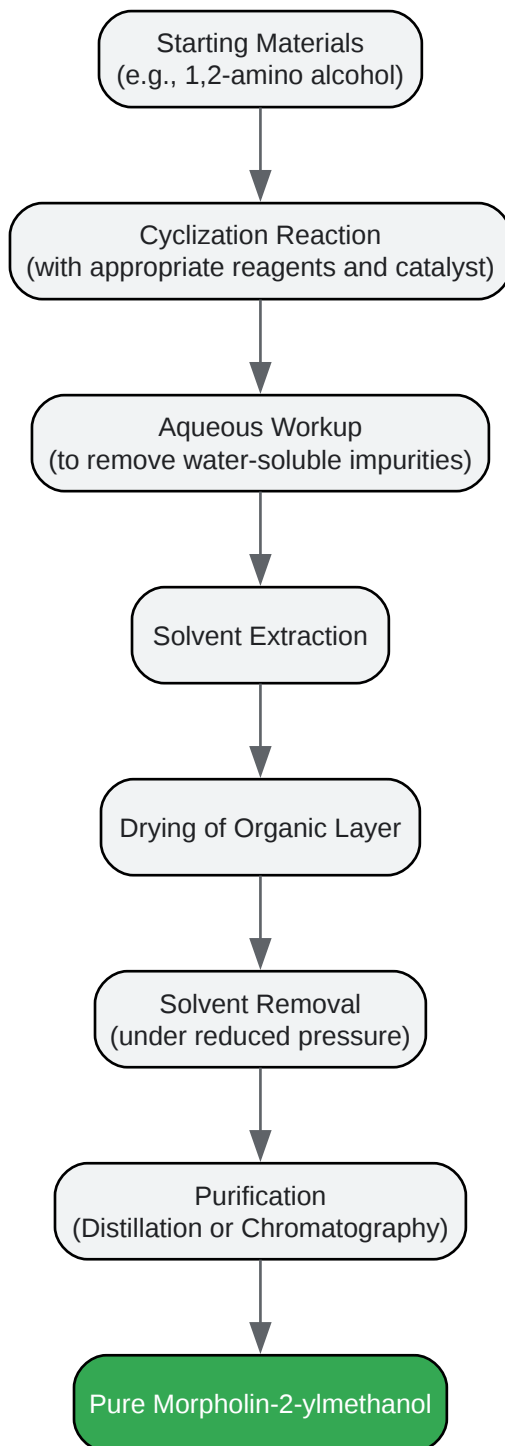 Starting Materials
(e.g., 1,2-amino alcohol)
Cyclization Reaction
(with appropriate reagents and catalyst)
Aqueous Workup
(to remove water-soluble impurities)
Solvent Extraction
Drying of Organic Layer
Solvent Removal
(under reduced pressure)
Purification
(Distillation or Chromatography)
Pure Morpholin-2-ylmethanol